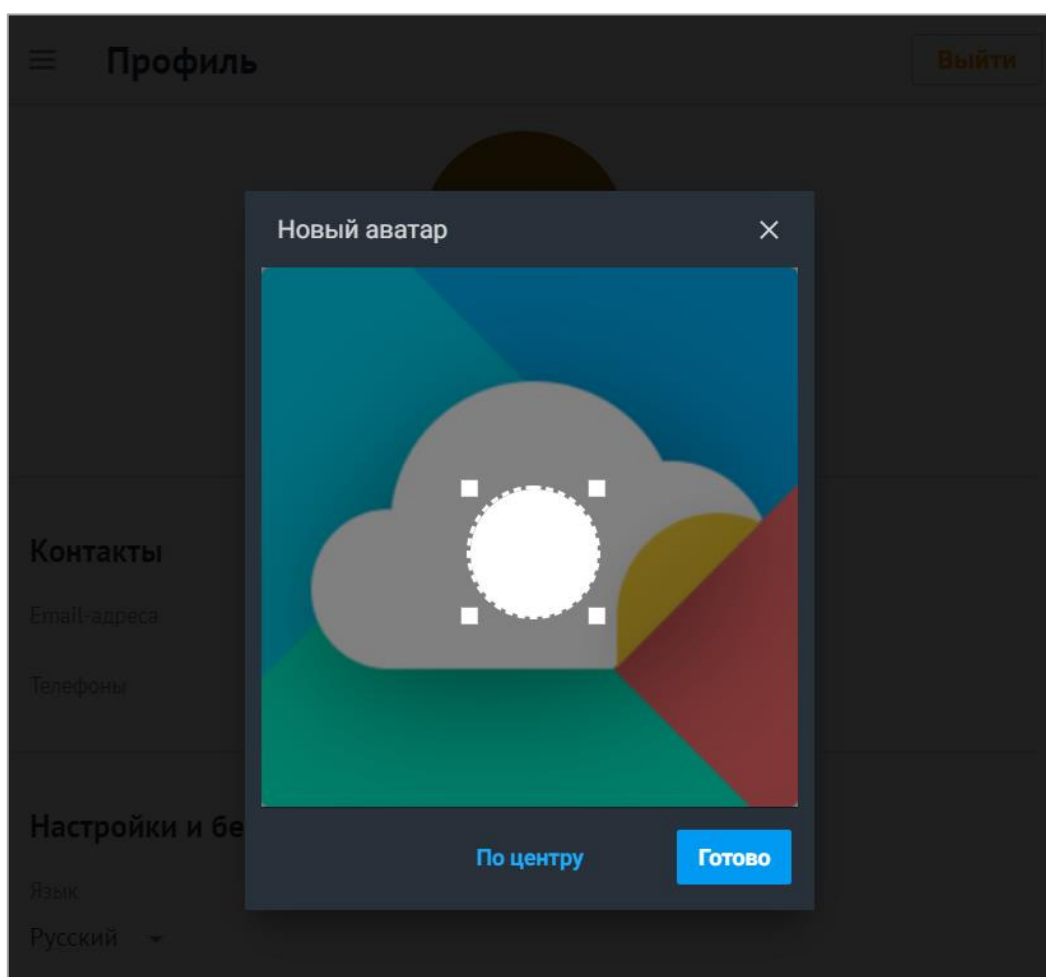 Профиль
Выйти
Новый аватар
Контакты
Email-адреса
Телефоны
Настройки и бе
Язык
Русский
По центру
Готово